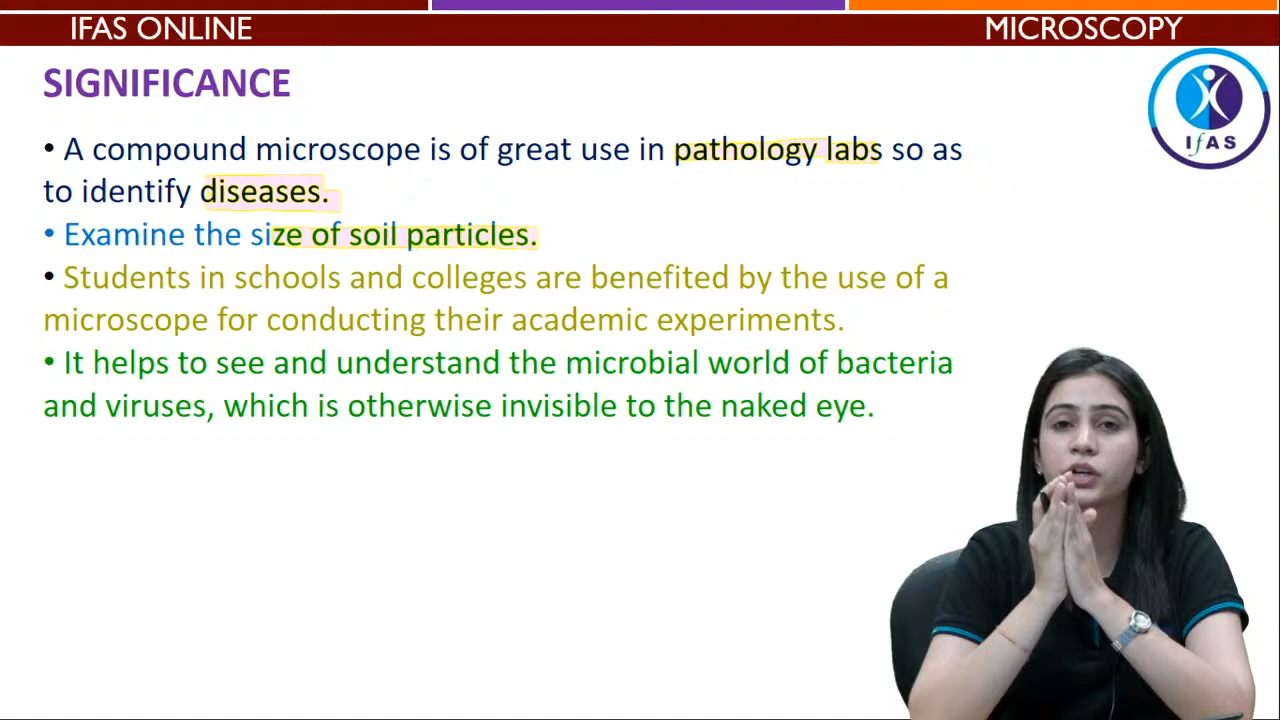 IFAS ONLINE
MICROSCOPY
SIGNIFICANCE
IfAS
• A compound microscope is of great use in pathology labs so as
to identify diseases.
• Examine the size of soil particles.
• Students in schools and colleges are benefited by the use of a
microscope for conducting their academic experiments.
• It helps to see and understand the microbial world of bacteria
and viruses, which is otherwise invisible to the naked eye.